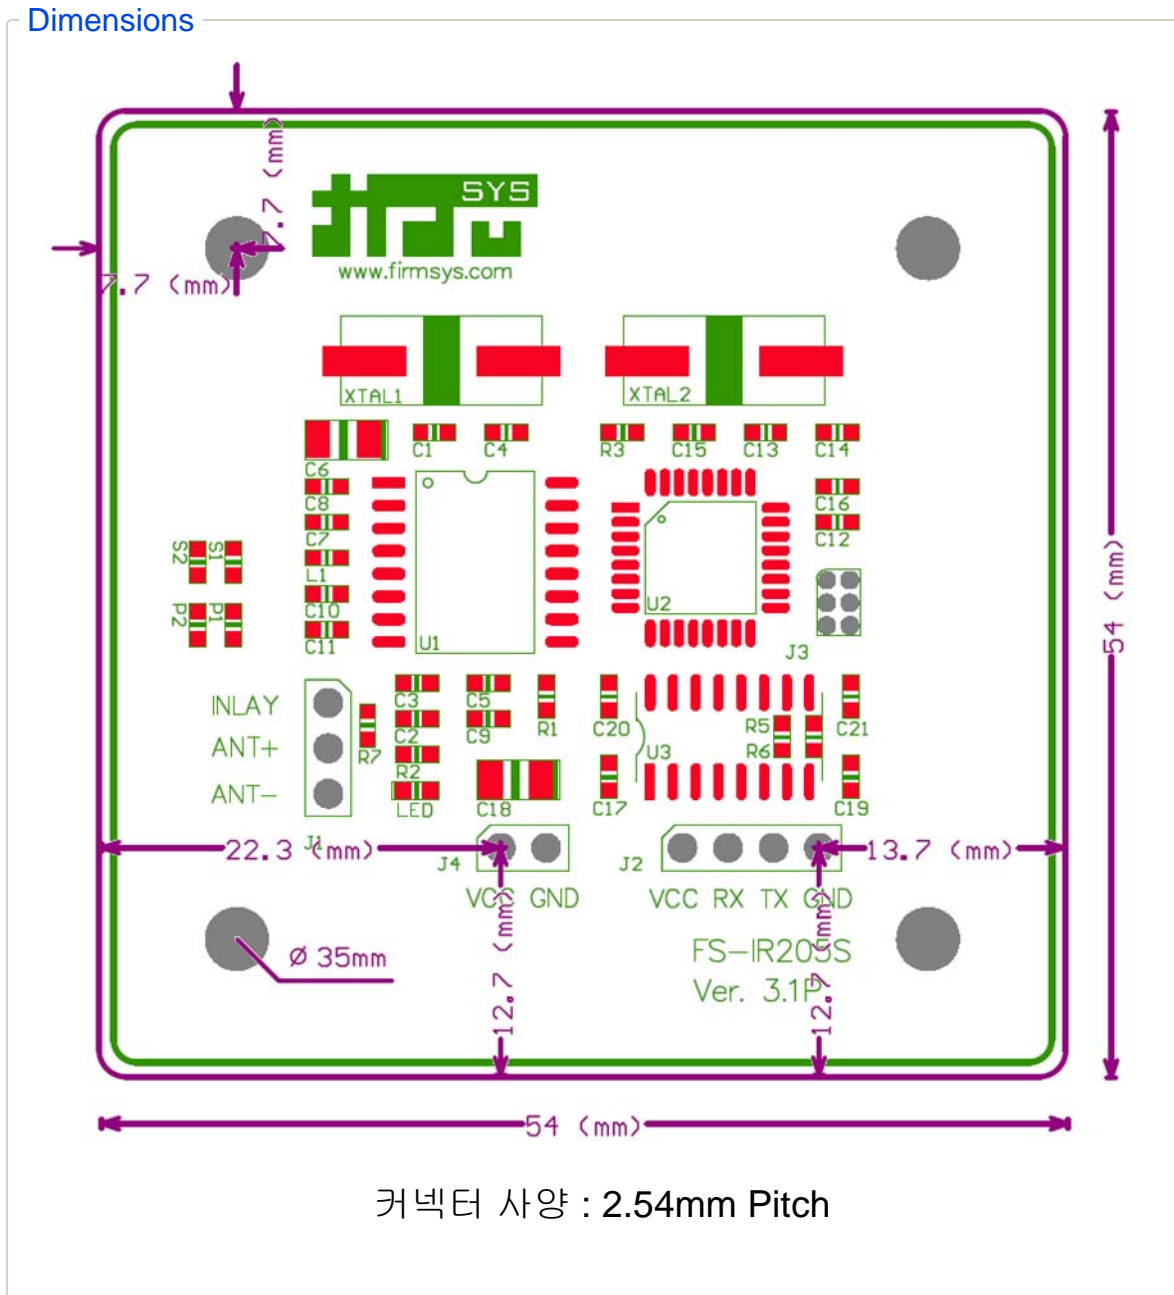 Dimensions
7.7 (mm)
7.7 (mm)
SYS
www.firmsys.com
XTAL1
XTAL2
C6
C1
C4
R3
C15
C13
C14
C8
C16
C7
C12
S2
S1
L1
C10
U2
P2
P1
C11
U1
J3
54 (mm)
INLAY
C3
C5
ANT+
C2
C9
R1
C20
R5
C21
R7
R2
U3
R6
ANT-
LED
C18
C17
C19
J1
22.3 (mm)
J4
J2
13.7 (mm)
VCC GND
VCC RX TX GND
12.7 (mm)
12.7 (mm)
Ø 35mm
FS-IR205S
Ver. 3.1P
54 (mm)
커넥터 사양 : 2.54mm Pitch